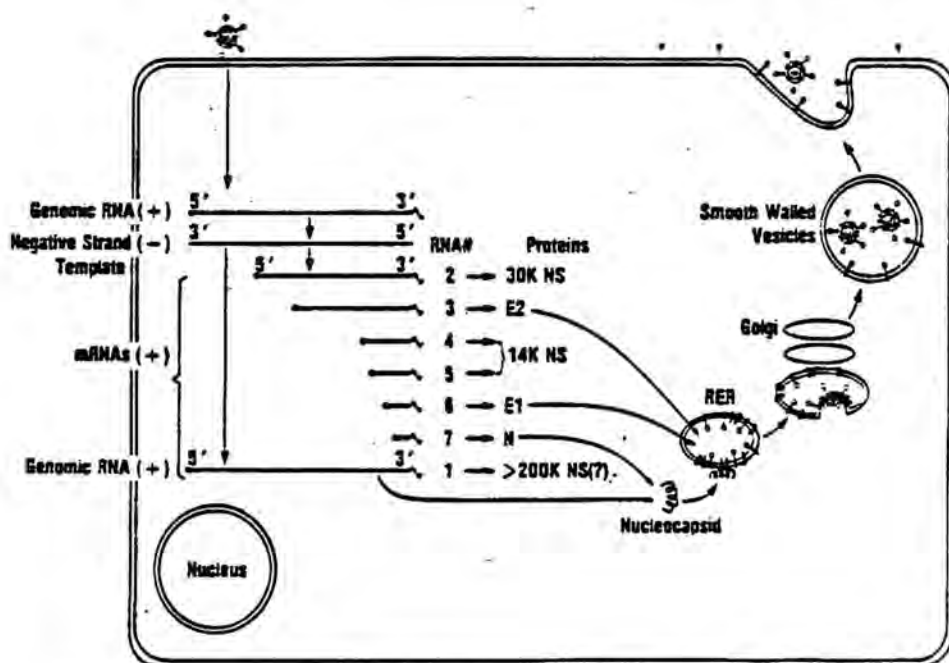 5' 3'
Genomic RNA (+)
3' 5'
Negative Strand (-)
Template
RNA# Proteins
5' 3' 2 30K NS
3 E2
mRNAs (+)
4
14K NS
5
6 E1
7 N
5' 3'
Genomic RNA (+) 1 >200K NS(?).
Nucleocapsid
RER
Golgi
Smooth Walled
Vesicles
Nucleus